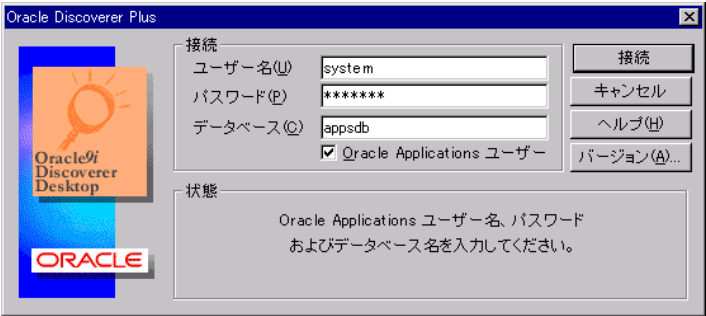 Oracle Discoverer Plus
接続
ユーザー名(U)
system
パスワード(P)
*******
データベース(C)
appsdb
Oracle Applications ユーザー
接続
キャンセル
ヘルプ(H)
バージョン(A)...
Oracle9i
Discoverer
Desktop
ORACLE
状態
Oracle Applications ユーザー名、パスワード
およびデータベース名を入力してください。